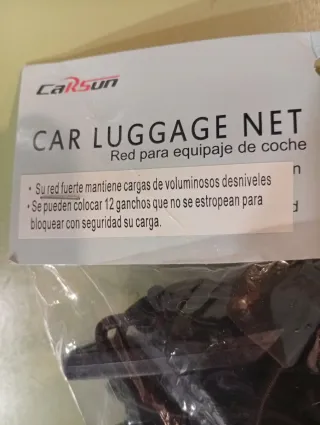 CaRSun
CAR LUGGAGE NET
Red para equipaje de coche
• Su red fuerte mantiene cargas de voluminosos desniveles
• Se pueden colocar 12 ganchos que no se estropean para
bloquear con seguridad su carga.